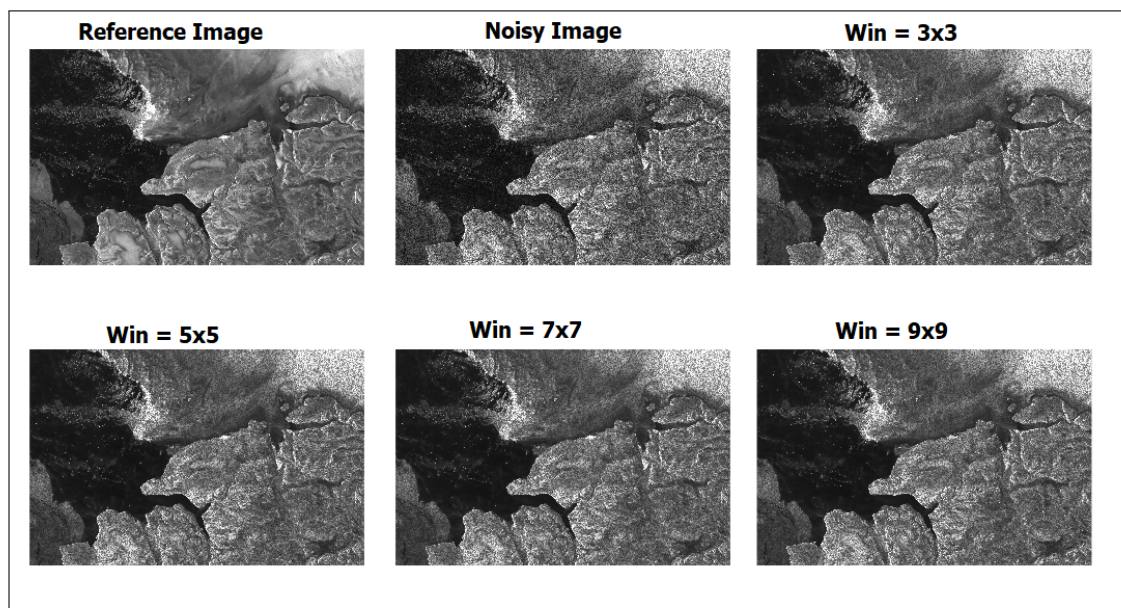 Reference Image
Noisy Image
Win = 3x3
Win = 5x5
Win = 7x7
Win = 9x9